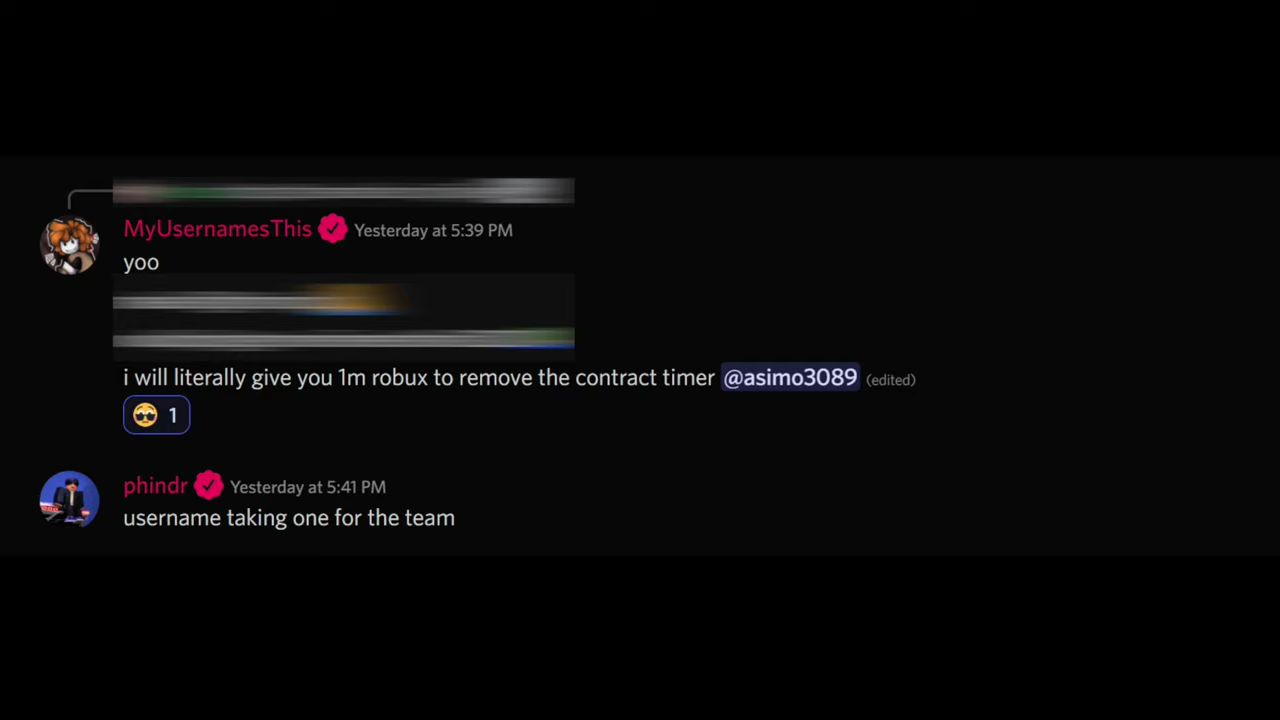 MyUsernamesThis Yesterday at 5:39 PM
yoo
i will literally give you 1m robux to remove the contract timer @asimo3089 (edited)
1
phindr Yesterday at 5:41 PM
username taking one for the team